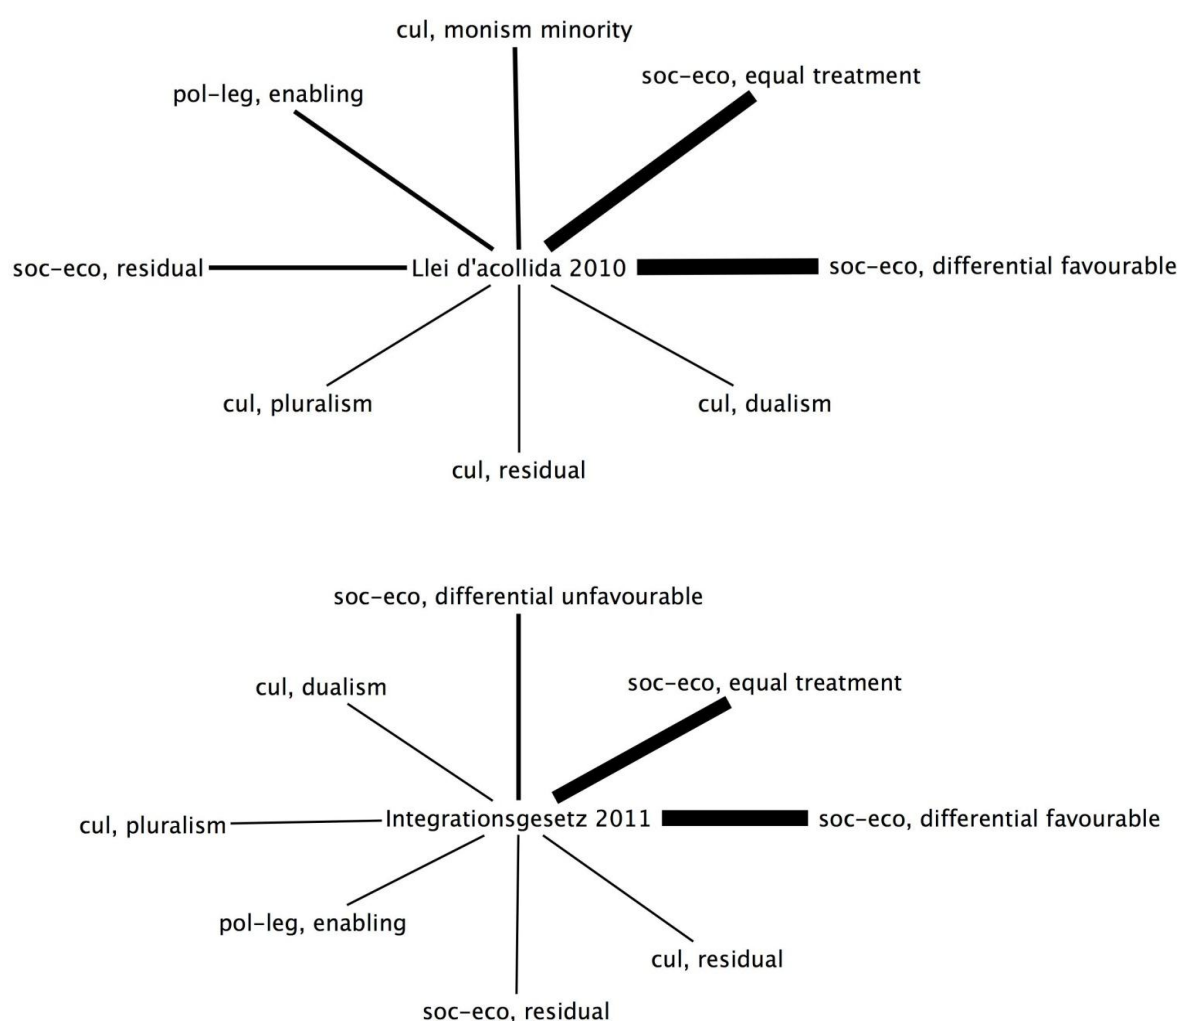 cul, monism minority
soc-eco, equal treatment
pol-leg, enabling
soc-eco, residual
Llei d'acollida 2010
soc-eco, differential favourable
cul, pluralism
cul, dualism
cul, residual
soc-eco, differential unfavourable
soc-eco, equal treatment
cul, dualism
cul, pluralism
Integrationsgesetz 2011
soc-eco, differential favourable
pol-leg, enabling
cul, residual
soc-eco, residual